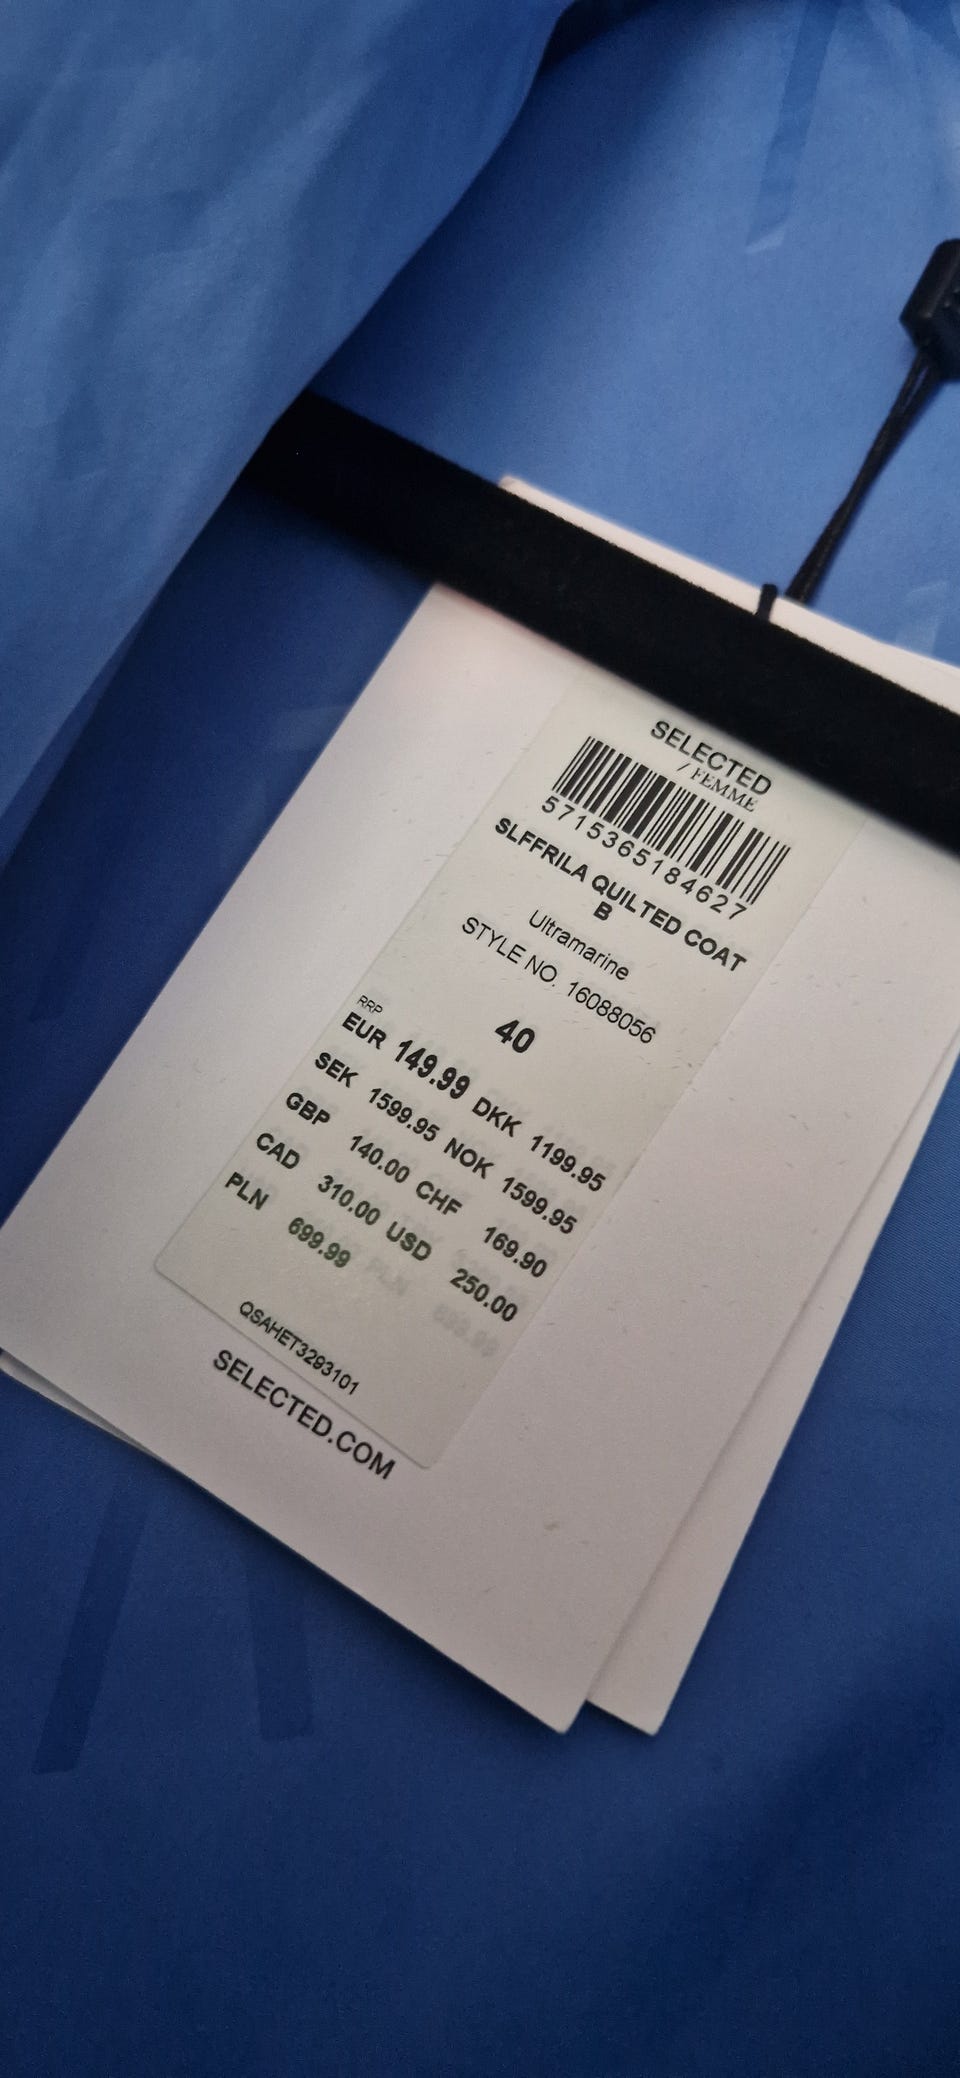 SELECTED
/ FEMME
5715365184627
SLFFRILA QUILTED COAT
B
Ultramarine
STYLE NO. 16088056
40
RRP
EUR 149.99 DKK 1199.95
SEK 1599.95 NOK 1599.95
GBP 140.00 CHF 169.90
CAD 310.00 USD 250.00
PLN 699.99
QSAHET3293101
SELECTED.COM